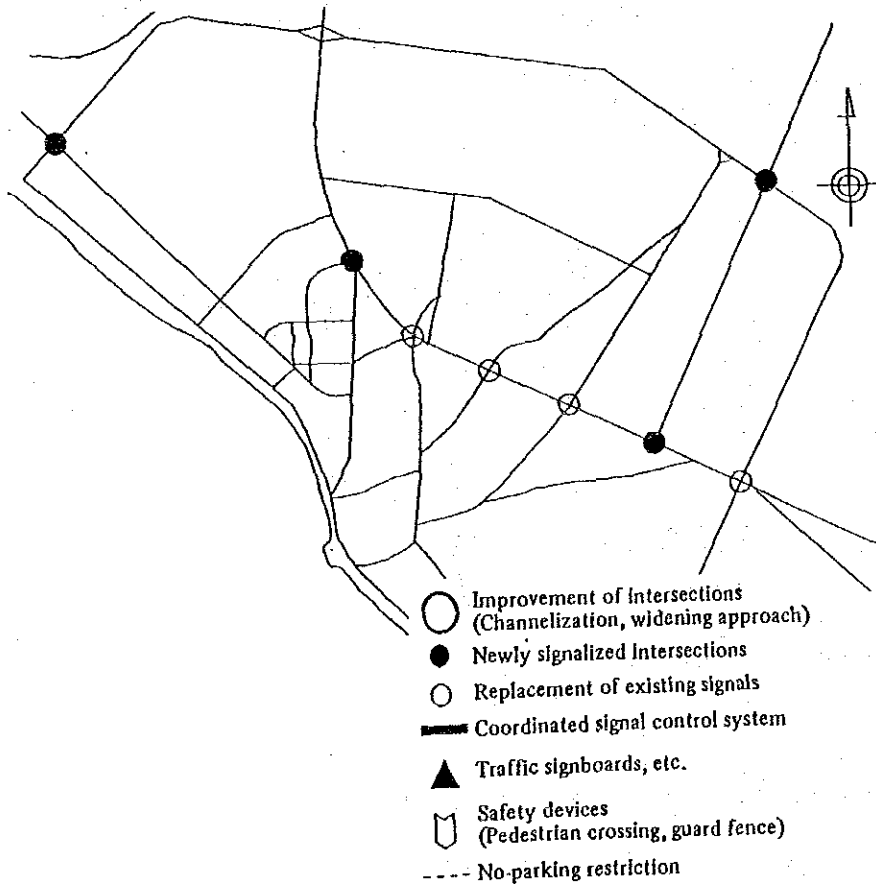 Improvement of Intersections
(Channelization, widening approach)
Newly signalized Intersections
Replacement of existing signals
Coordinated signal control system
Traffic signboards, etc.
Safety devices
(Pedestrian crossing, guard fence)
No-parking restriction